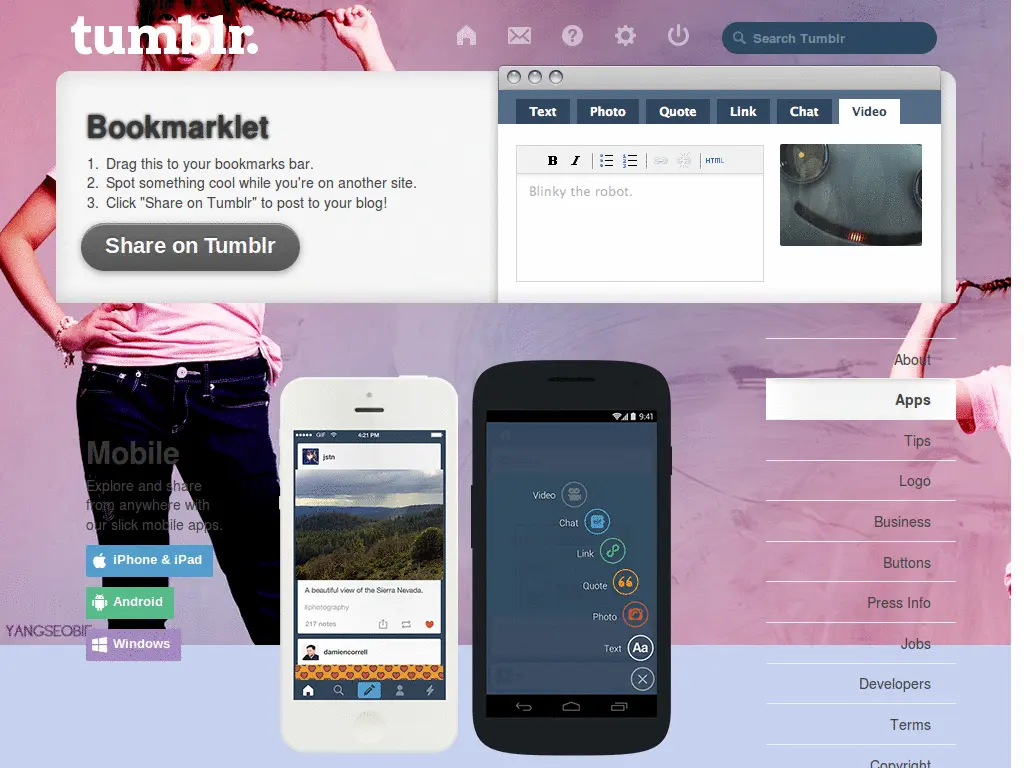 tumblr.
Search Tumblr
Bookmarklet
1. Drag this to your bookmarks bar.
2. Spot something cool while you're on another site.
3. Click "Share on Tumblr" to post to your blog!
Share on Tumblr
Text Photo Quote Link Chat Video
B I HTML
Blinky the robot.
About
Apps
Tips
Logo
Business
Buttons
Press Info
Jobs
Developers
Terms
Copyright
Mobile
Explore and share
from anywhere with
our slick mobile apps.
iPhone & iPad
Android
Windows
YANGSEOBIE
GIF 4:21 PM
jstn
A beautiful view of the Sierra Nevada.
#photography
217 notes
damiencorrell
9:41
Video
Chat
Link
Quote
Photo
Text Aa